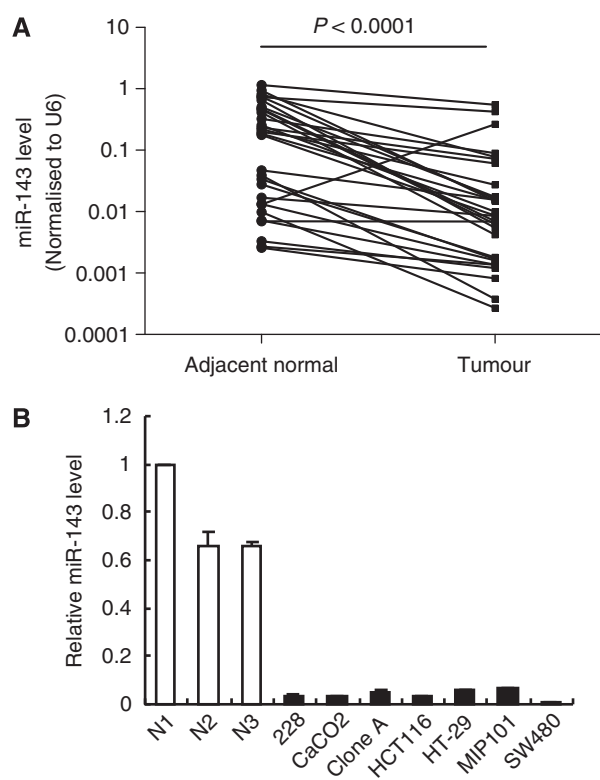 A
P < 0.0001
miR-143 level
(Normalised to U6)
10
1
0.1
0.01
0.001
0.0001
Adjacent normal
Tumour
B
Relative miR-143 level
1.2
1
0.8
0.6
0.4
0.2
0
N1
N2
N3
228
CaCO2
Clone A
HCT116
HT-29
MIP101
SW480